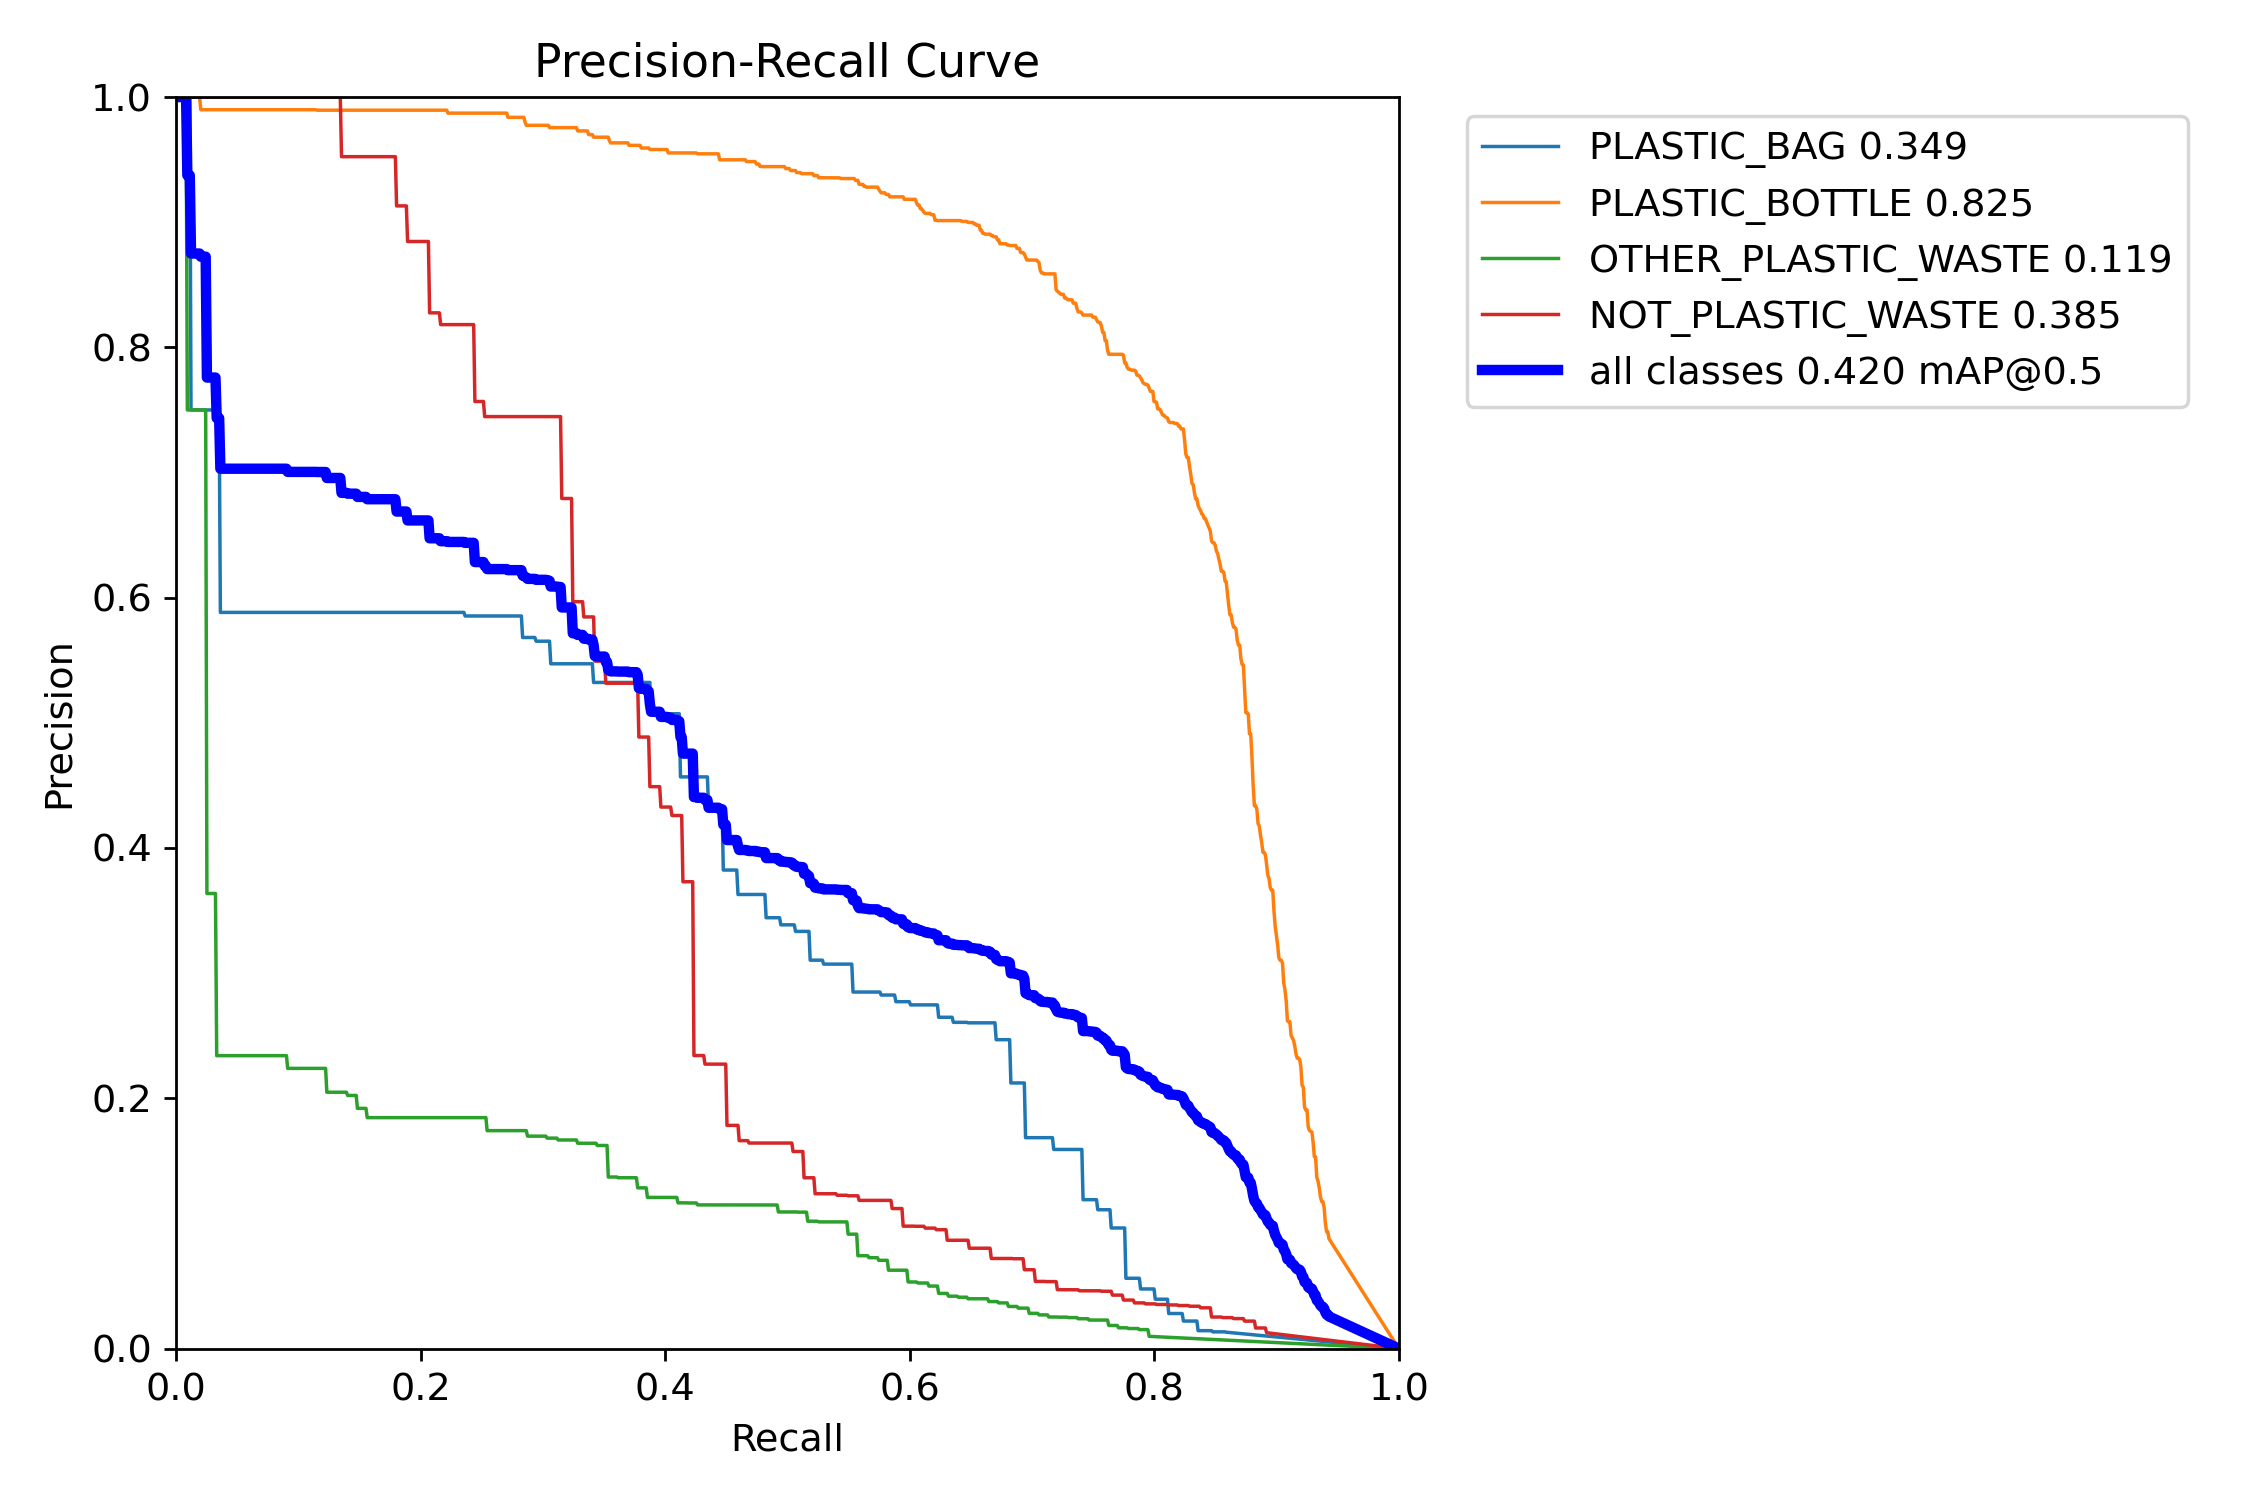 Precision-Recall Curve
1.0
0.8
0.6
0.4
0.2
0.0
Precision
0.0 0.2 0.4 0.6 0.8 1.0
Recall
PLASTIC_BAG 0.349
PLASTIC_BOTTLE 0.825
OTHER_PLASTIC_WASTE 0.119
NOT_PLASTIC_WASTE 0.385
all classes 0.420 mAP@0.5